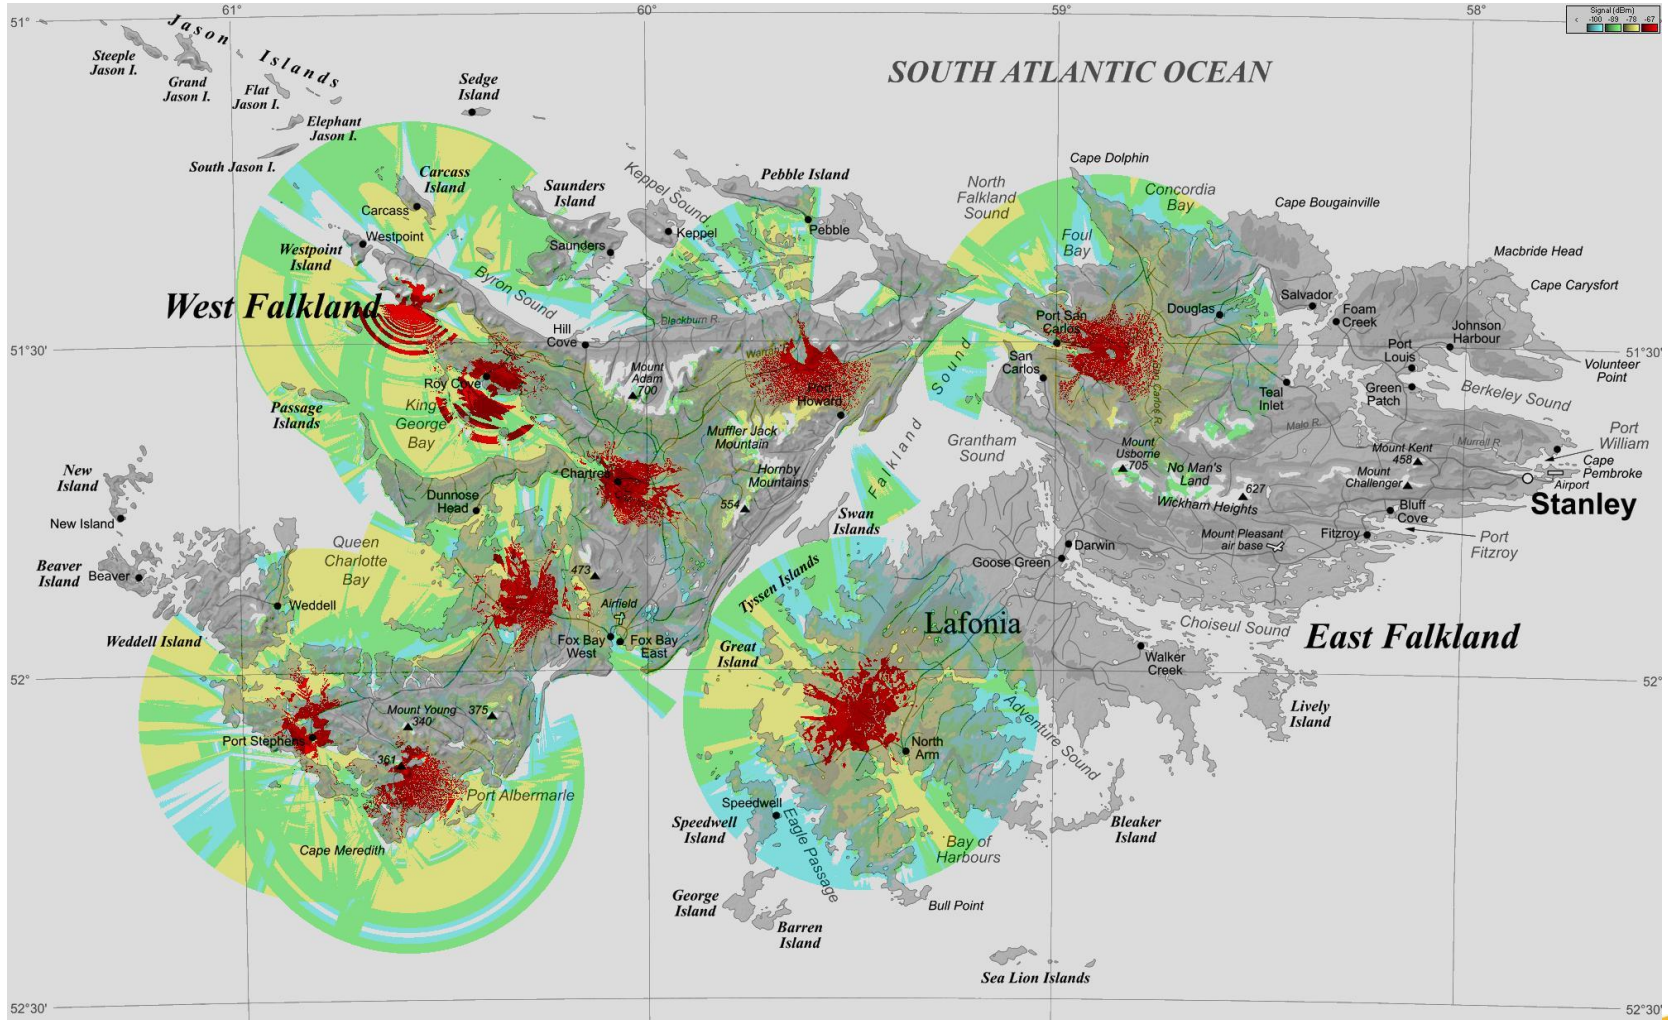 61°
60°
59°
58°
51°
Signal (dBm)
< -100 -89 -78 -67
Jason
Islands
Steeple
Jason I.
Grand
Jason I.
Flat
Jason I.
Elephant
Jason I.
South Jason I.
Sedge
Island
SOUTH ATLANTIC OCEAN
Carcass
Island
Carcass
Westpoint
Westpoint
Island
Saunders
Island
Saunders
Keppel Sound
Keppel
Pebble Island
Pebble
Cape Dolphin
North
Falkland
Sound
Concordia
Bay
Foul
Bay
Cape Bougainville
Macbride Head
Cape Carysfort
West Falkland
Byron Sound
Hill
Cove
Blackburn R.
Port San
Carlos
San
Carlos
San Carlos R.
Douglas
Salvador
Foam
Creek
Johnson
Harbour
Port
Louis
Green
Patch
Volunteer
Point
Berkeley Sound
Teal
Inlet
51°30'
51°30'
Roy Cove
King
George
Bay
Passage
Islands
Mount
Adam
700
Port
Howard
Muffler Jack
Mountain
Hornby
Mountains
554
Falkland Sound
Grantham
Sound
Malo R.
Murrell R.
Port
William
Cape
Pembroke
Airport
Stanley
Mount Kent
458
Mount
Challenger
Mount
Usborne
705
No Man's
Land
627
Wickham Heights
Bluff
Cove
Fitzroy
Port
Fitzroy
Mount Pleasant
air base
New
Island
New Island
Beaver
Island
Beaver
Chartres
Dunnose
Head
Queen
Charlotte
Bay
Weddell
Weddell Island
473
Airfield
Fox Bay
West
Fox Bay
East
Swan
Islands
Tyssen Islands
Great
Island
Goose Green
Darwin
Lafonia
Choiseul Sound
East Falkland
Walker
Creek
Lively
Island
52°
52°
Mount Young
340
375
Port Stephens
361
Port Albermarle
Cape Meredith
North
Arm
Adventure Sound
Speedwell
Speedwell
Island
Eagle Passage
Bay of
Harbours
Bleaker
Island
George
Island
Barren
Island
Bull Point
Sea Lion Islands
52°30'
52°30'